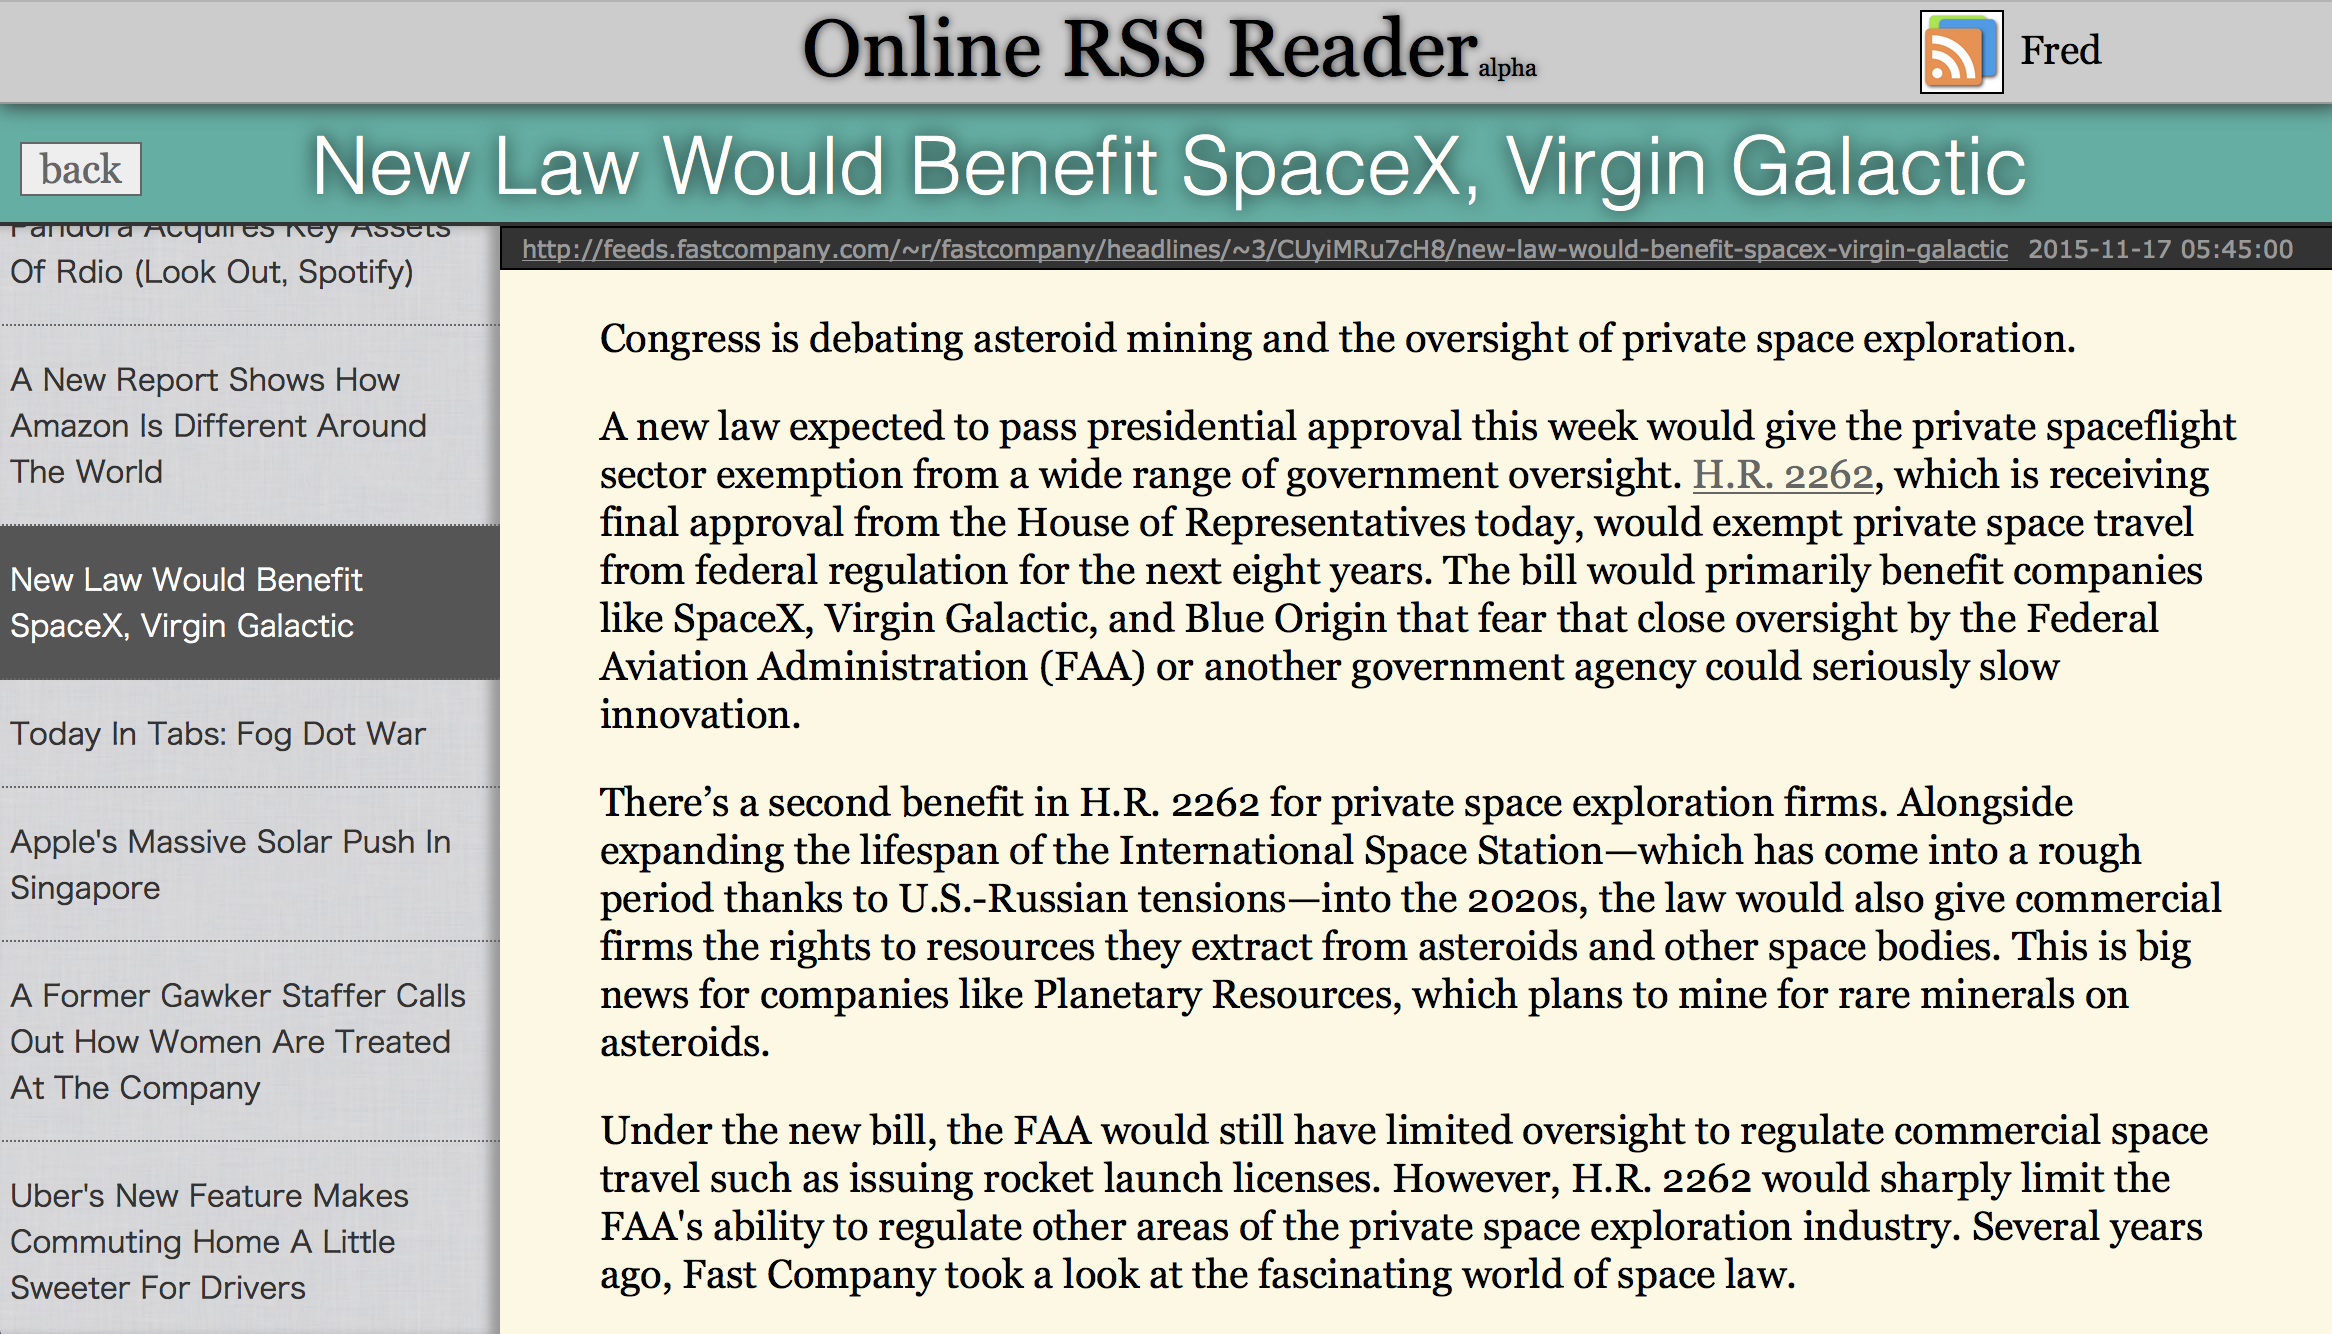 Online RSS Reader alpha
Fred
back
New Law Would Benefit SpaceX, Virgin Galactic
Pandora Acquires Key Assets
Of Rdio (Look Out, Spotify)
A New Report Shows How
Amazon Is Different Around
The World
New Law Would Benefit
SpaceX, Virgin Galactic
Today In Tabs: Fog Dot War
Apple's Massive Solar Push In
Singapore
A Former Gawker Staffer Calls
Out How Women Are Treated
At The Company
Uber's New Feature Makes
Commuting Home A Little
Sweeter For Drivers
http://feeds.fastcompany.com/~r/fastcompany/headlines/~3/CUyiMRu7cH8/new-law-would-benefit-spacex-virgin-galactic 2015-11-17 05:45:00
Congress is debating asteroid mining and the oversight of private space exploration.
A new law expected to pass presidential approval this week would give the private spaceflight
sector exemption from a wide range of government oversight. H.R. 2262, which is receiving
final approval from the House of Representatives today, would exempt private space travel
from federal regulation for the next eight years. The bill would primarily benefit companies
like SpaceX, Virgin Galactic, and Blue Origin that fear that close oversight by the Federal
Aviation Administration (FAA) or another government agency could seriously slow
innovation.
There’s a second benefit in H.R. 2262 for private space exploration firms. Alongside
expanding the lifespan of the International Space Station—which has come into a rough
period thanks to U.S.-Russian tensions—into the 2020s, the law would also give commercial
firms the rights to resources they extract from asteroids and other space bodies. This is big
news for companies like Planetary Resources, which plans to mine for rare minerals on
asteroids.
Under the new bill, the FAA would still have limited oversight to regulate commercial space
travel such as issuing rocket launch licenses. However, H.R. 2262 would sharply limit the
FAA's ability to regulate other areas of the private space exploration industry. Several years
ago, Fast Company took a look at the fascinating world of space law.